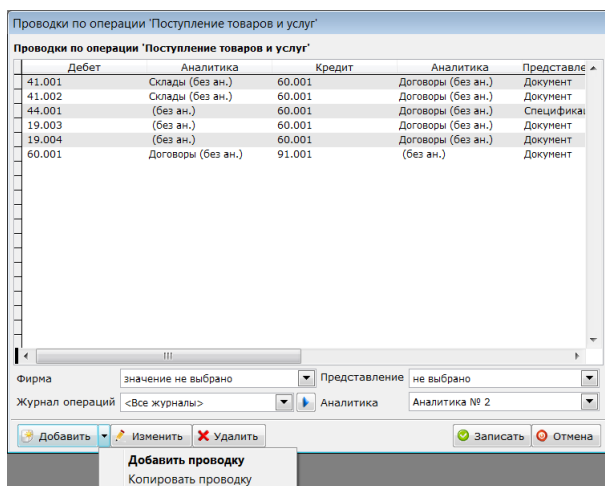 Проводки по операции 'Поступление товаров и услуг'
Проводки по операции 'Поступление товаров и услуг'
Дебет Аналитика Кредит Аналитика Представле
41.001 Склады (без ан.) 60.001 Договоры (без ан.) Документ
41.002 Склады (без ан.) 60.001 Договоры (без ан.) Документ
44.001 (без ан.) 60.001 Договоры (без ан.) Спецификац
19.003 (без ан.) 60.001 Договоры (без ан.) Документ
19.004 (без ан.) 60.001 Договоры (без ан.) Документ
60.001 Договоры (без ан.) 91.001 (без ан.) Документ
Фирма значение не выбрано Представление не выбрано
Журнал операций <Все журналы> Аналитика Аналитика № 2
Добавить Изменить Удалить Записать Отмена
Добавить проводку
Копировать проводку